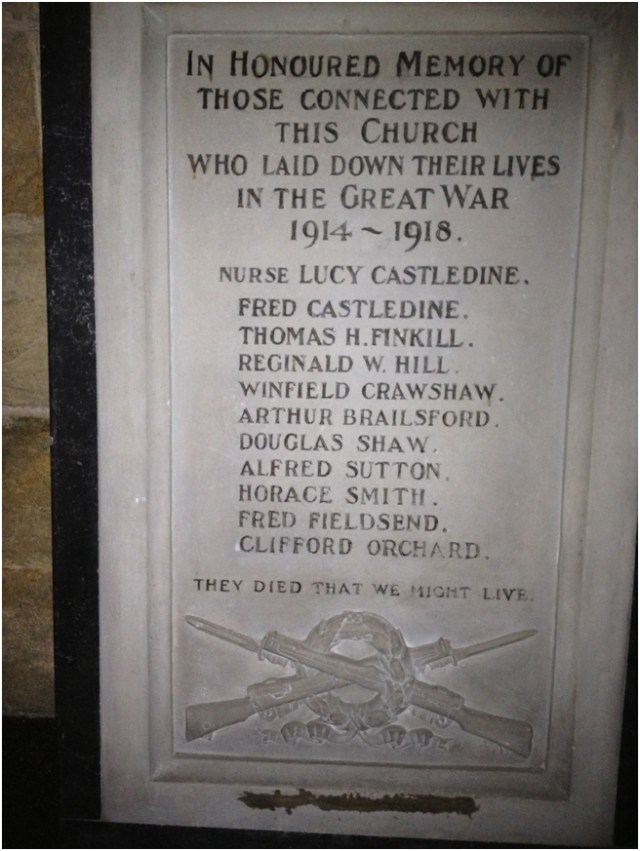 IN HONOURED MEMORY OF
THOSE CONNECTED WITH
THIS CHURCH
WHO LAID DOWN THEIR LIVES
IN THE GREAT WAR
1914 ~ 1918.
NURSE LUCY CASTLEDINE.
FRED CASTLEDINE.
THOMAS H. FINKILL.
REGINALD W. HILL.
WINFIELD CRAWSHAW.
ARTHUR BRAILSFORD.
DOUGLAS SHAW.
ALFRED SUTTON.
HORACE SMITH.
FRED FIELDSEND.
CLIFFORD ORCHARD.
THEY DIED THAT WE MIGHT LIVE.